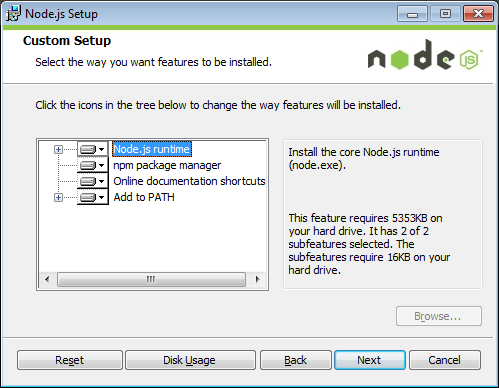 Node.js Setup
Custom Setup
Select the way you want features to be installed.
node
JS
Click the icons in the tree below to change the way features will be installed.
Node.js runtime
npm package manager
Online documentation shortcuts
Add to PATH
Install the core Node.js runtime
(node.exe).
This feature requires 5353KB on
your hard drive. It has 2 of 2
subfeatures selected. The
subfeatures require 16KB on your
hard drive.
Browse...
Reset
Disk Usage
Back
Next
Cancel